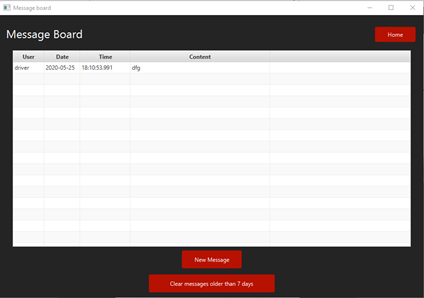 Message board
Message Board
Home
User Date Time Content
driver 2020-05-25 18:10:53.991 dfg
New Message
Clear messages older than 7 days